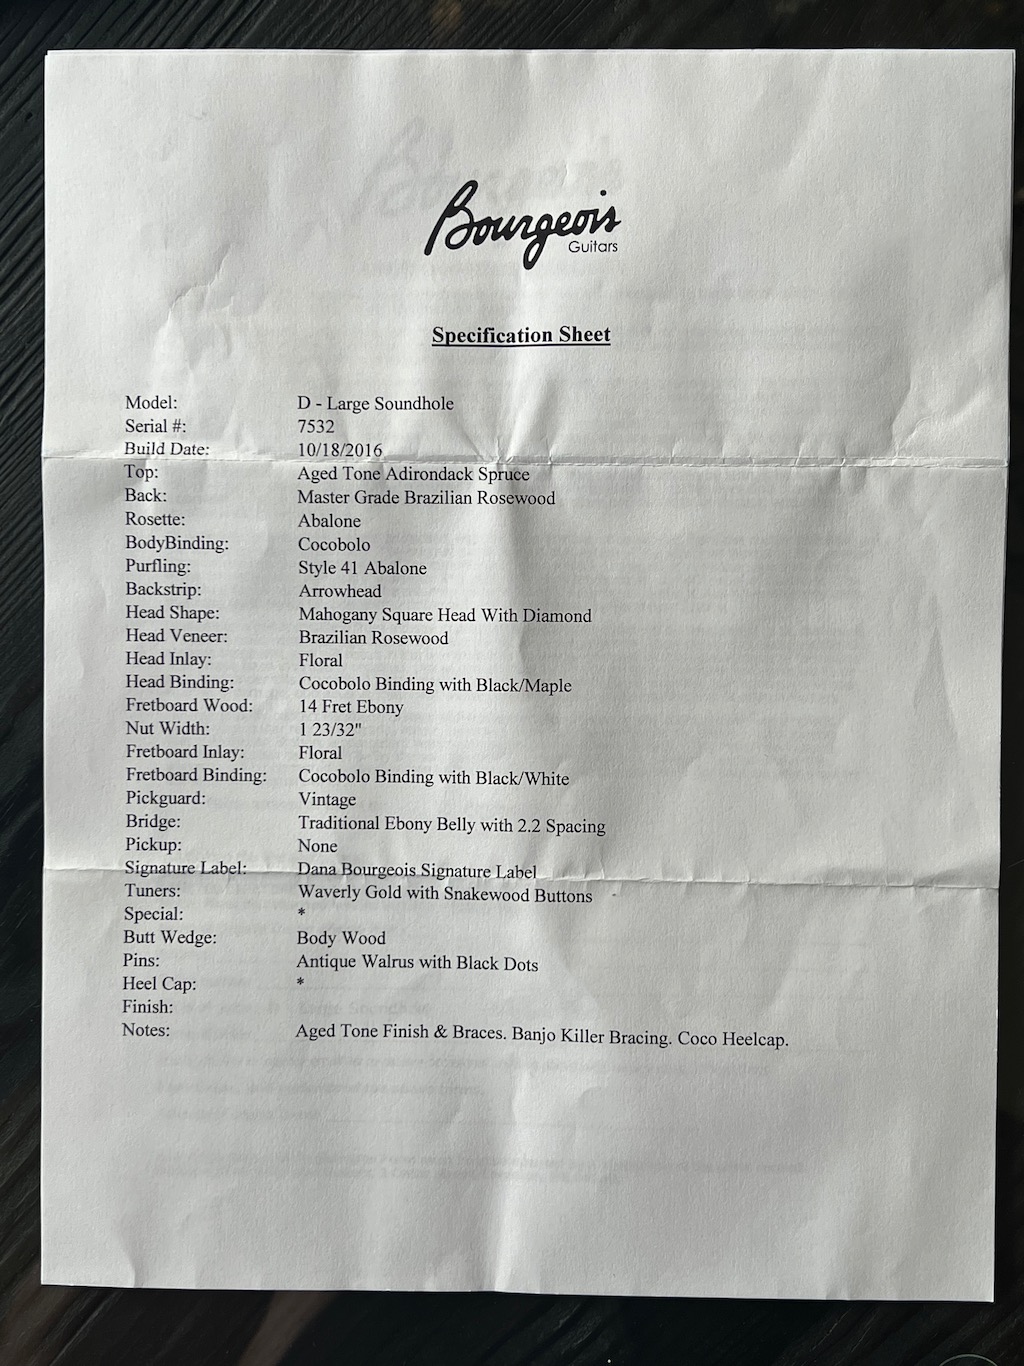 Bourgeois
Guitars
Specification Sheet
Model: D - Large Soundhole
Serial #: 7532
Build Date: 10/18/2016
Top: Aged Tone Adirondack Spruce
Back: Master Grade Brazilian Rosewood
Rosette: Abalone
BodyBinding: Cocobolo
Purfling: Style 41 Abalone
Backstrip: Arrowhead
Head Shape: Mahogany Square Head With Diamond
Head Veneer: Brazilian Rosewood
Head Inlay: Floral
Head Binding: Cocobolo Binding with Black/Maple
Fretboard Wood: 14 Fret Ebony
Nut Width: 1 23/32"
Fretboard Inlay: Floral
Fretboard Binding: Cocobolo Binding with Black/White
Pickguard: Vintage
Bridge: Traditional Ebony Belly with 2.2 Spacing
Pickup: None
Signature Label: Dana Bourgeois Signature Label
Tuners: Waverly Gold with Snakewood Buttons
Special: *
Butt Wedge: Body Wood
Pins: Antique Walrus with Black Dots
Heel Cap: *
Finish:
Notes: Aged Tone Finish & Braces. Banjo Killer Bracing. Coco Heelcap.